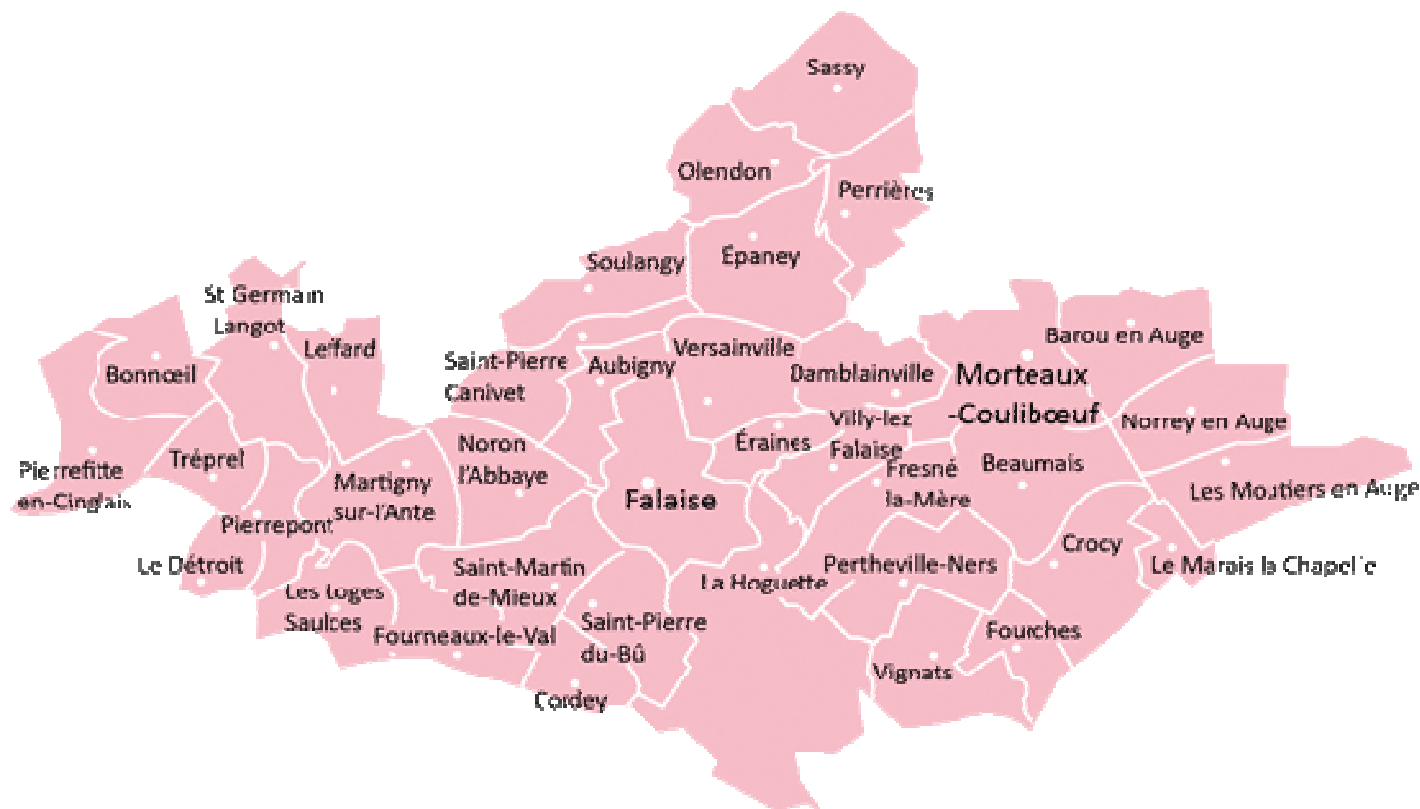 Sassy
Olendon
Perrières
Soulangy
Epaney
St Germain
Langot
Leffard
Bonnœil
Saint-Pierre
Canivet
Aubigny
Versainville
Damblainville
Morteaux
-Coulibœuf
Barou en Auge
Norrey en Auge
Pierrefitte
en-Cinglais
Tréprel
Noron
l'Abbaye
Martigny
sur-l'Ante
Falaise
Éraines
Villy-lez
Falaise
Fresné
la-Mère
Beaumais
Les Moutiers en Auge
Pierrepont
Le Détroit
Les Loges
Saulces
Saint-Martin
de-Mieux
Fourneaux-le-Val
Saint-Pierre
du-Bû
Cordey
La Hoguette
Pertheville-Ners
Crocy
Le Marais la Chapelle
Fourches
Vignats